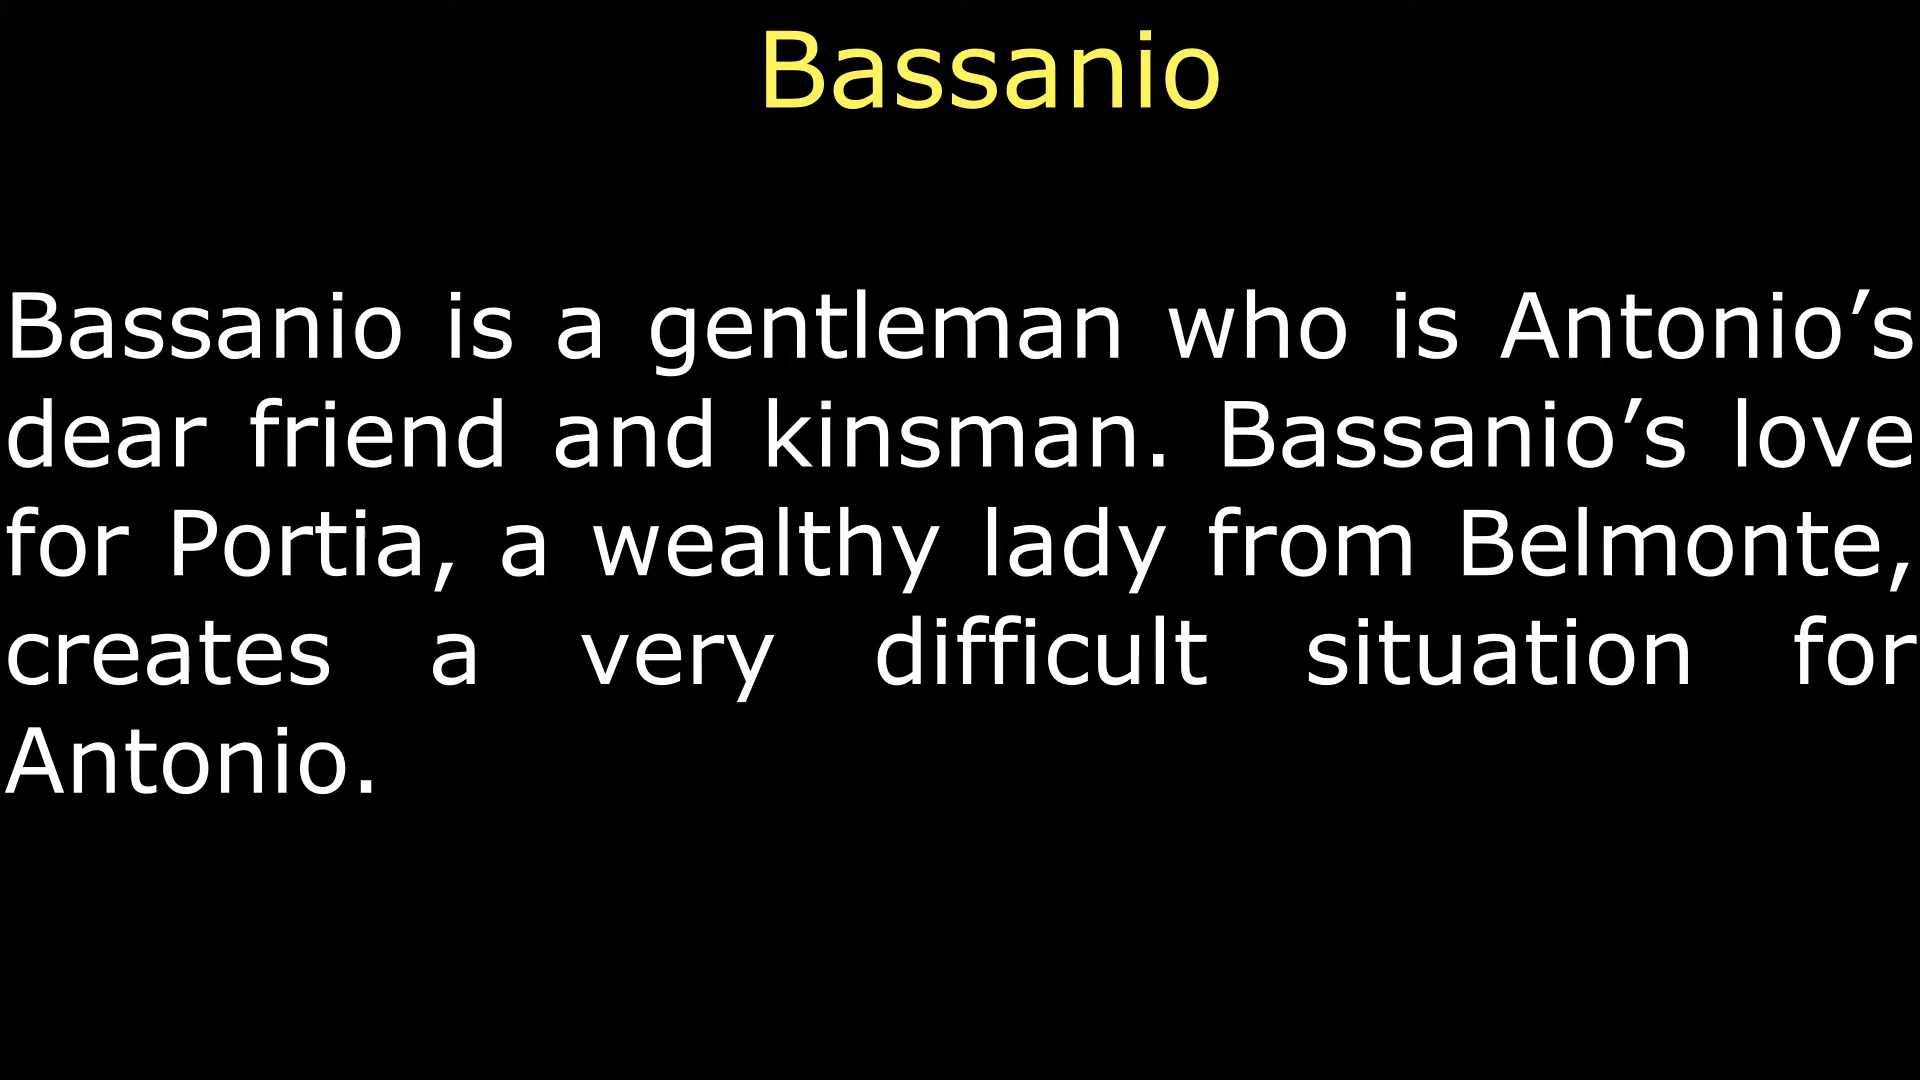 Bassanio
Bassanio is a gentleman who is Antonio’s
dear friend and kinsman. Bassanio’s love
for Portia, a wealthy lady from Belmonte,
creates a very difficult situation for
Antonio.